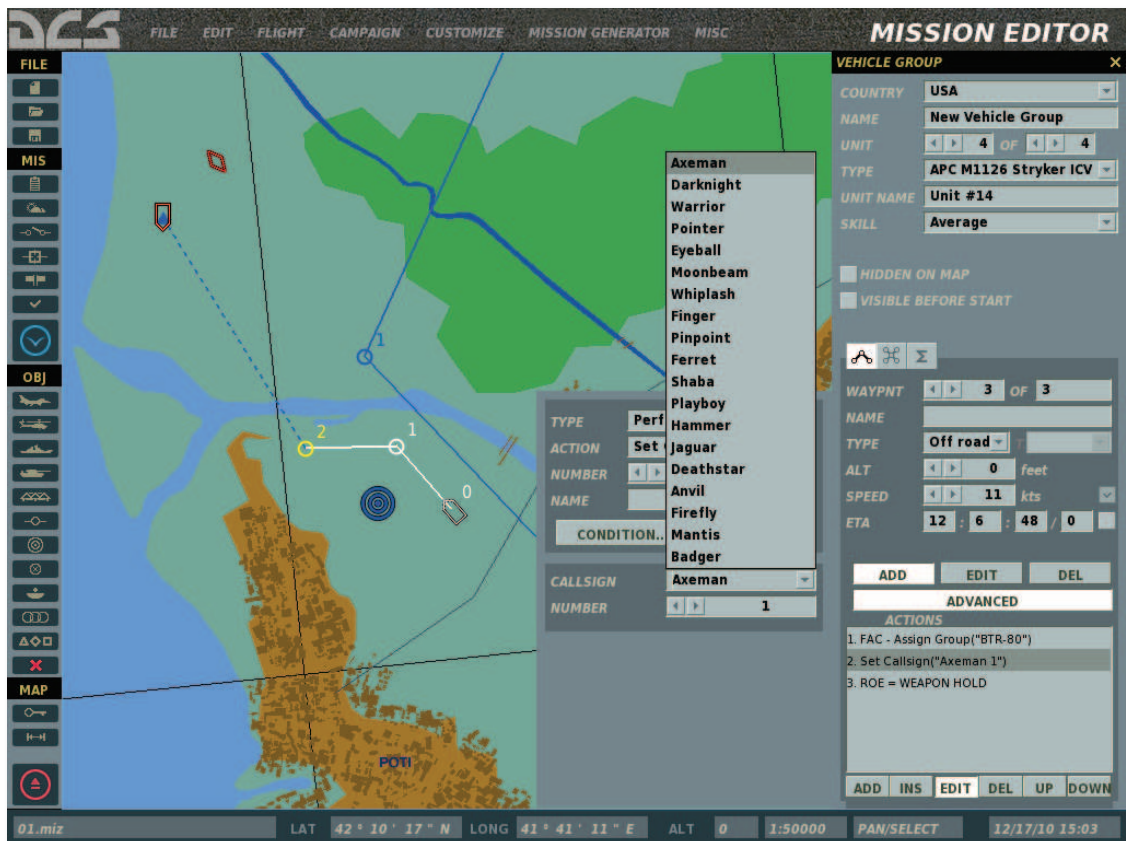 DCS
FILE EDIT FLIGHT CAMPAIGN CUSTOMIZE MISSION GENERATOR MISC
MISSION EDITOR
FILE
MIS
OBJ
MAP
1
2
1
0
POTI
Axeman
Darknight
Warrior
Pointer
Eyeball
Moonbeam
Whiplash
Finger
Pinpoint
Ferret
Shaba
Playboy
Hammer
Jaguar
Deathstar
Anvil
Firefly
Mantis
Badger
TYPE Perf
ACTION Set
NUMBER
NAME
CONDITION..
CALLSIGN Axeman
NUMBER 1
VEHICLE GROUP
COUNTRY USA
NAME New Vehicle Group
UNIT 4 OF 4
TYPE APC M1126 Stryker ICV
UNIT NAME Unit #14
SKILL Average
HIDDEN ON MAP
VISIBLE BEFORE START
Σ
WAYPNT 3 OF 3
NAME
TYPE Off road
ALT 0 feet
SPEED 11 kts
ETA 12 : 6 : 48 / 0
ADD EDIT DEL
ADVANCED
ACTIONS
1. FAC - Assign Group("BTR-80")
2. Set Callsign("Axeman 1")
3. ROE = WEAPON HOLD
ADD INS EDIT DEL UP DOWN
01.miz LAT 42 ° 10 ' 17 " N LONG 41 ° 41 ' 11 " E ALT 0 1:50000 PAN/SELECT 12/17/10 15:03